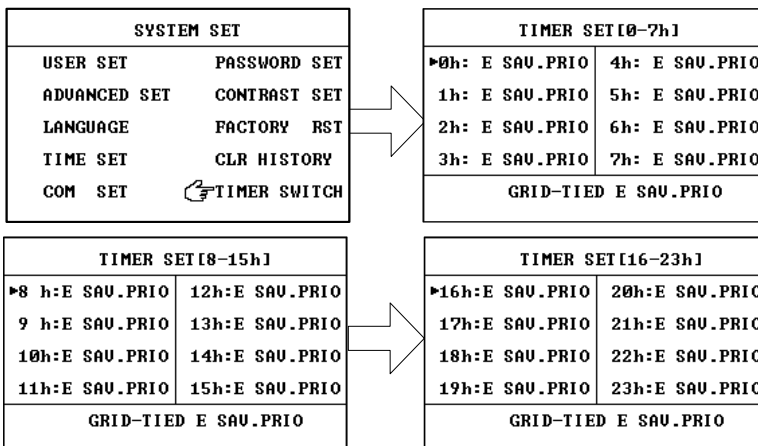 SYSTEM SET
USER SET PASSWORD SET
ADVANCED SET CONTRAST SET
LANGUAGE FACTORY RST
TIME SET CLR HISTORY
COM SET TIMER SWITCH
TIMER SET[0-7h]
▶0h: E SAV.PRIO 4h: E SAV.PRIO
1h: E SAV.PRIO 5h: E SAV.PRIO
2h: E SAV.PRIO 6h: E SAV.PRIO
3h: E SAV.PRIO 7h: E SAV.PRIO
GRID-TIED E SAV.PRIO
TIMER SET[8-15h]
▶8 h:E SAV.PRIO 12h:E SAV.PRIO
9 h:E SAV.PRIO 13h:E SAV.PRIO
10h:E SAV.PRIO 14h:E SAV.PRIO
11h:E SAV.PRIO 15h:E SAV.PRIO
GRID-TIED E SAV.PRIO
TIMER SET[16-23h]
▶16h:E SAV.PRIO 20h:E SAV.PRIO
17h:E SAV.PRIO 21h:E SAV.PRIO
18h:E SAV.PRIO 22h:E SAV.PRIO
19h:E SAV.PRIO 23h:E SAV.PRIO
GRID-TIED E SAV.PRIO